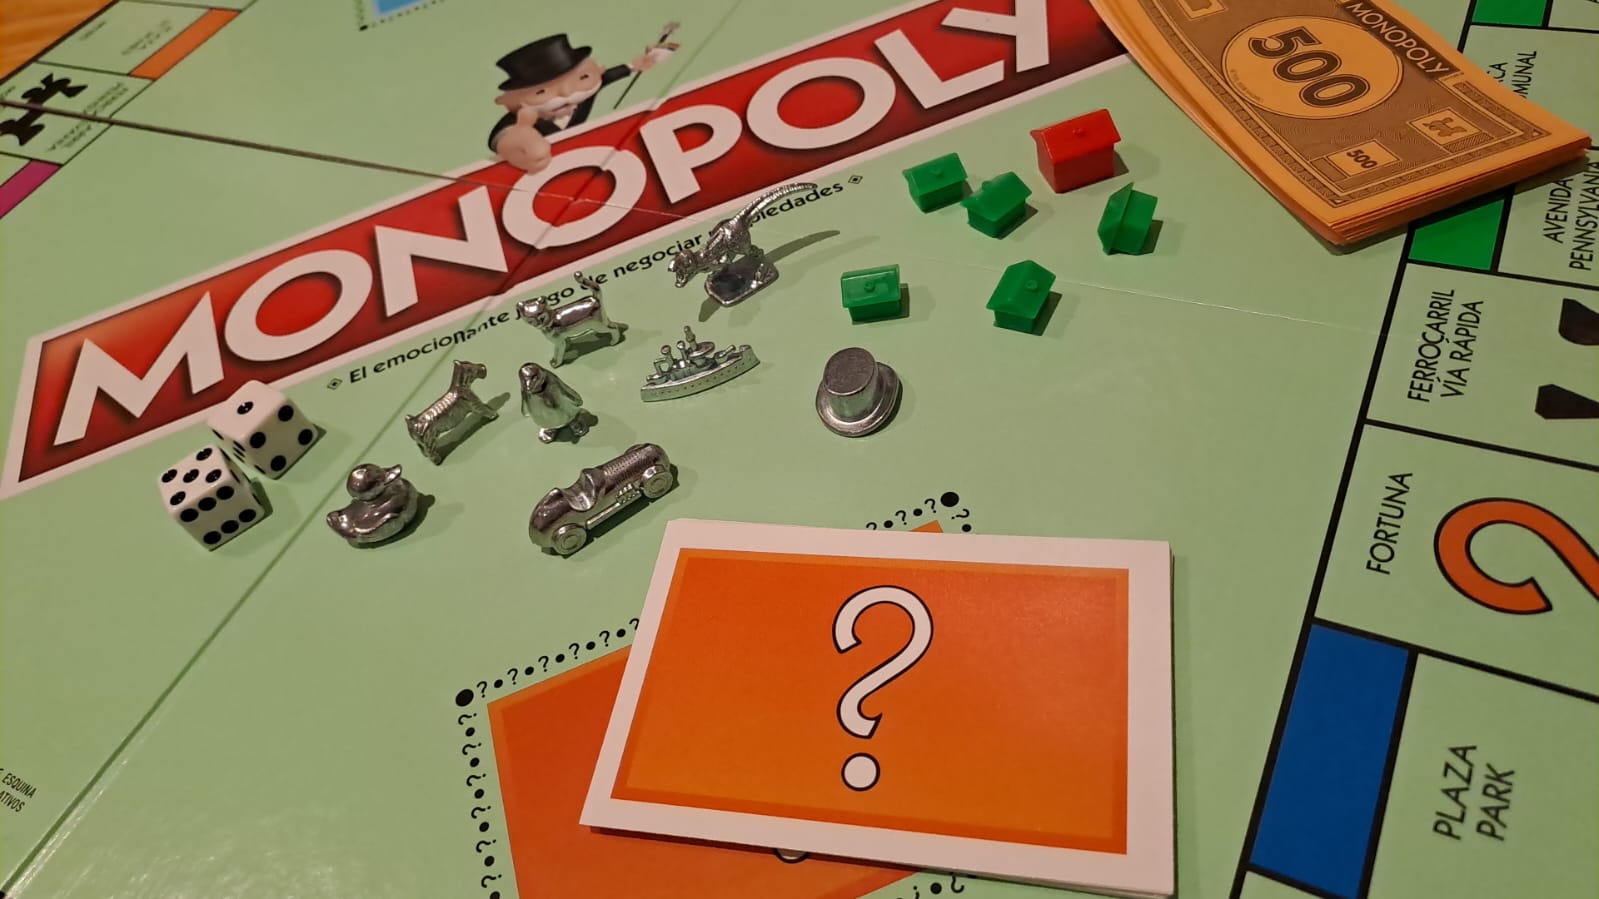 MONOPOLY
El emocionante juego de negociar propiedades
MONOPOLY
500
500
AVENIDA
PENNSYLVANIA
FERROCARRIL
VÍA RÁPIDA
FORTUNA
?
PLAZA
PARK
ESQUINA